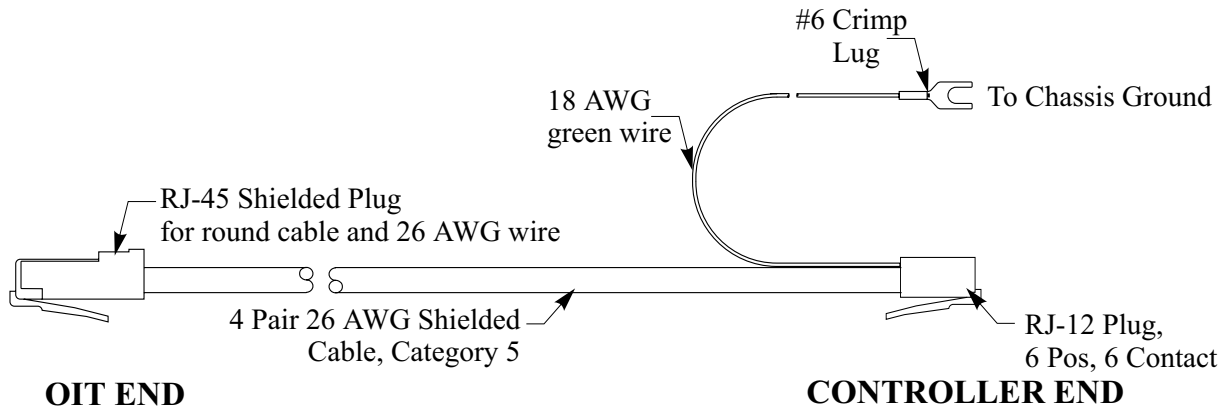 #6 Crimp
Lug
To Chassis Ground
18 AWG
green wire
RJ-45 Shielded Plug
for round cable and 26 AWG wire
4 Pair 26 AWG Shielded
Cable, Category 5
RJ-12 Plug,
6 Pos, 6 Contact
OIT END
CONTROLLER END